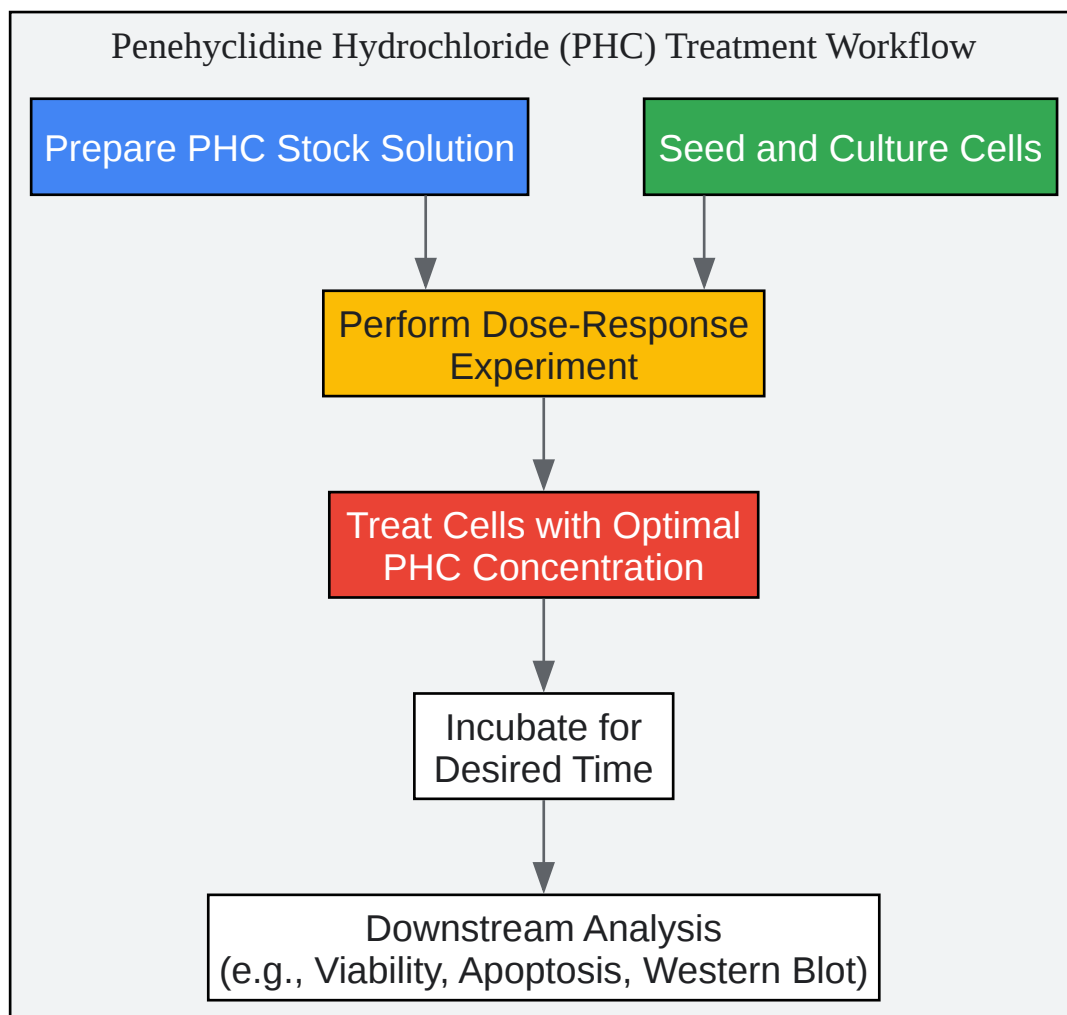 Penehyclidine Hydrochloride (PHC) Treatment Workflow
Prepare PHC Stock Solution
Seed and Culture Cells
Perform Dose-Response
Experiment
Treat Cells with Optimal
PHC Concentration
Incubate for
Desired Time
Downstream Analysis
(e.g., Viability, Apoptosis, Western Blot)